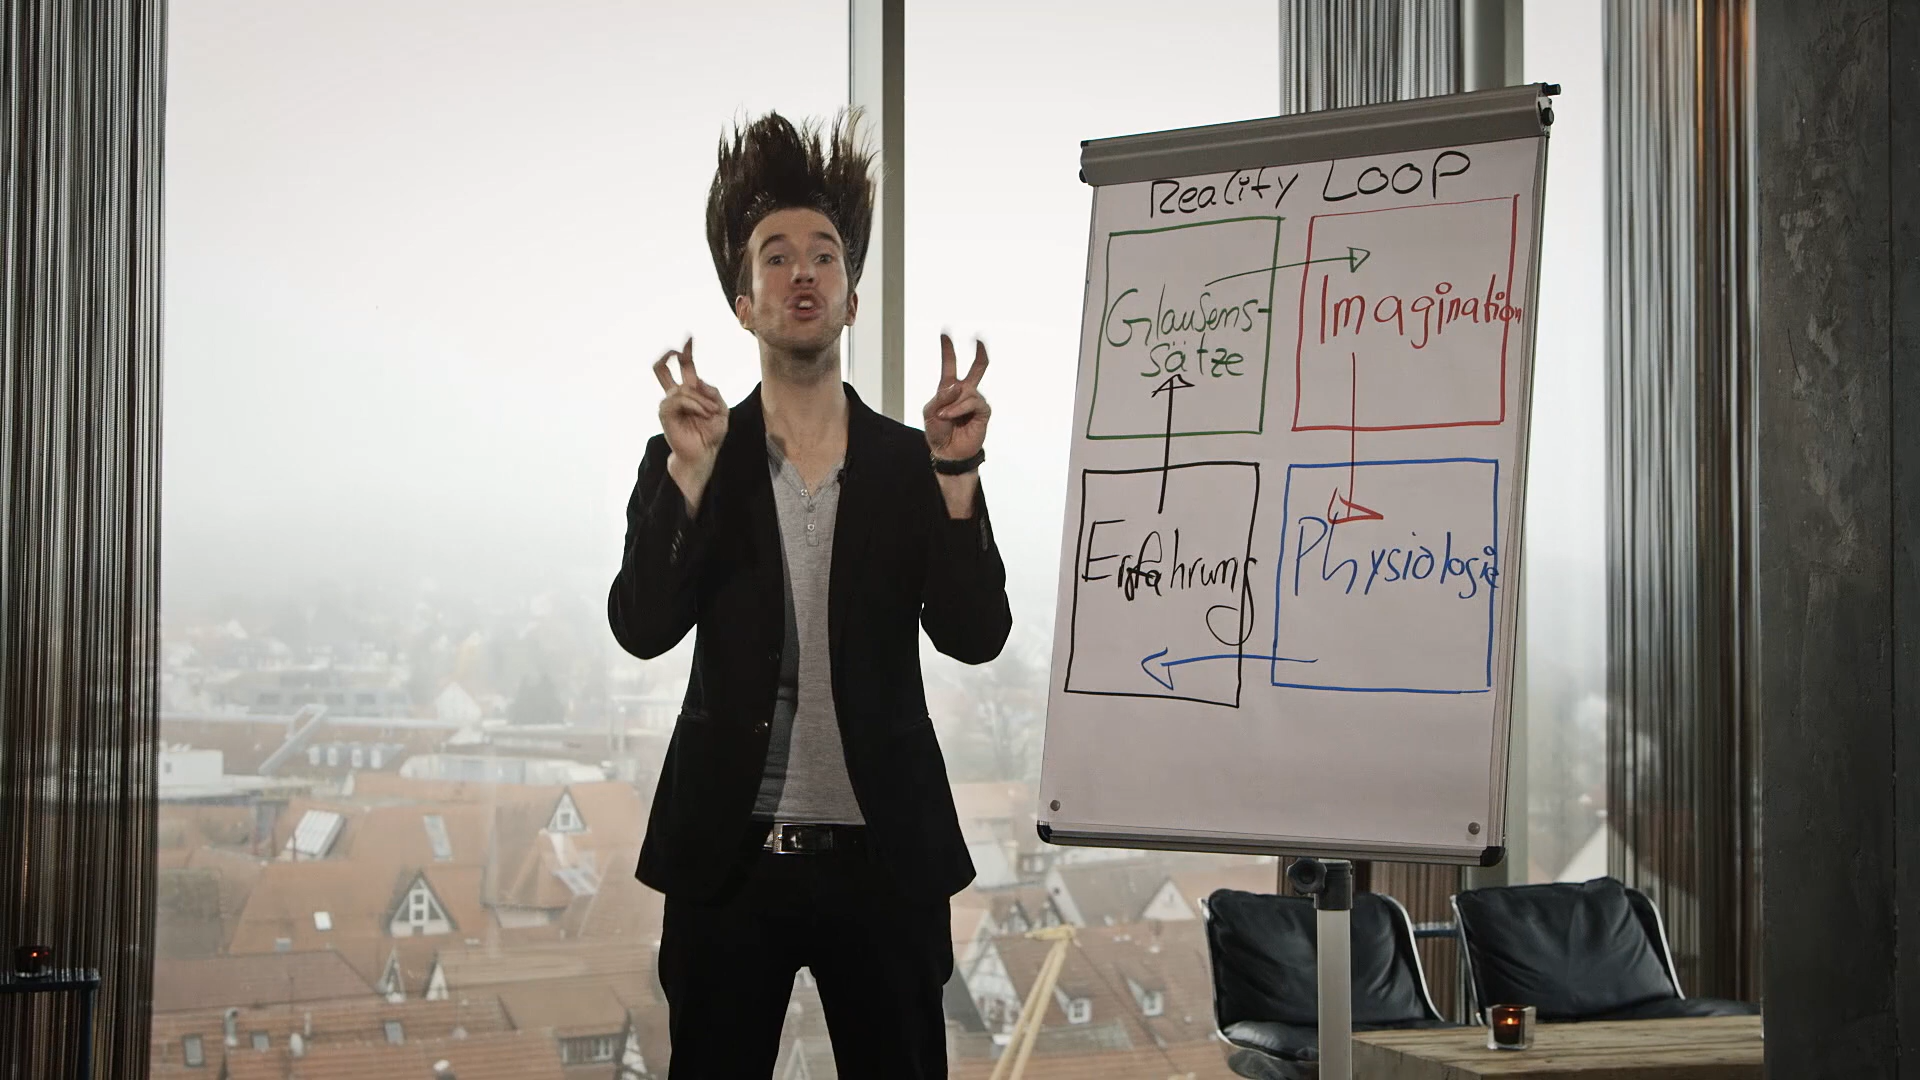 Reality Loop
Glaubens-
sätze
Imagination
Erfahrung
Physiologie